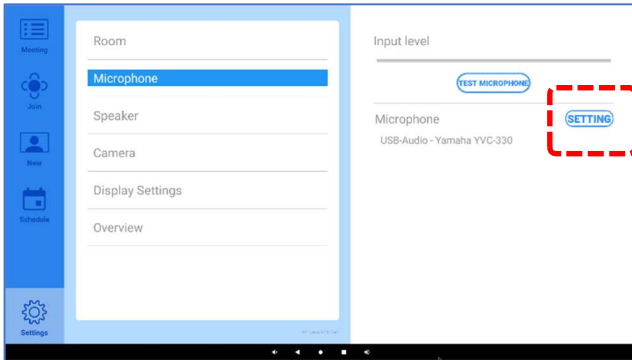 Meeting
Join
New
Schedule
Settings
Room
Microphone
Speaker
Camera
Display Settings
Overview
Input level
TEST MICROPHONE
Microphone
SETTING
USB-Audio - Yamaha YVC-330